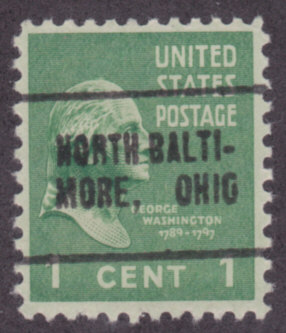 UNITED
STATES
POSTAGE
NORTH BALTI-
MORE, OHIO
GEORGE
WASHINGTON
1789-1797
1 CENT 1